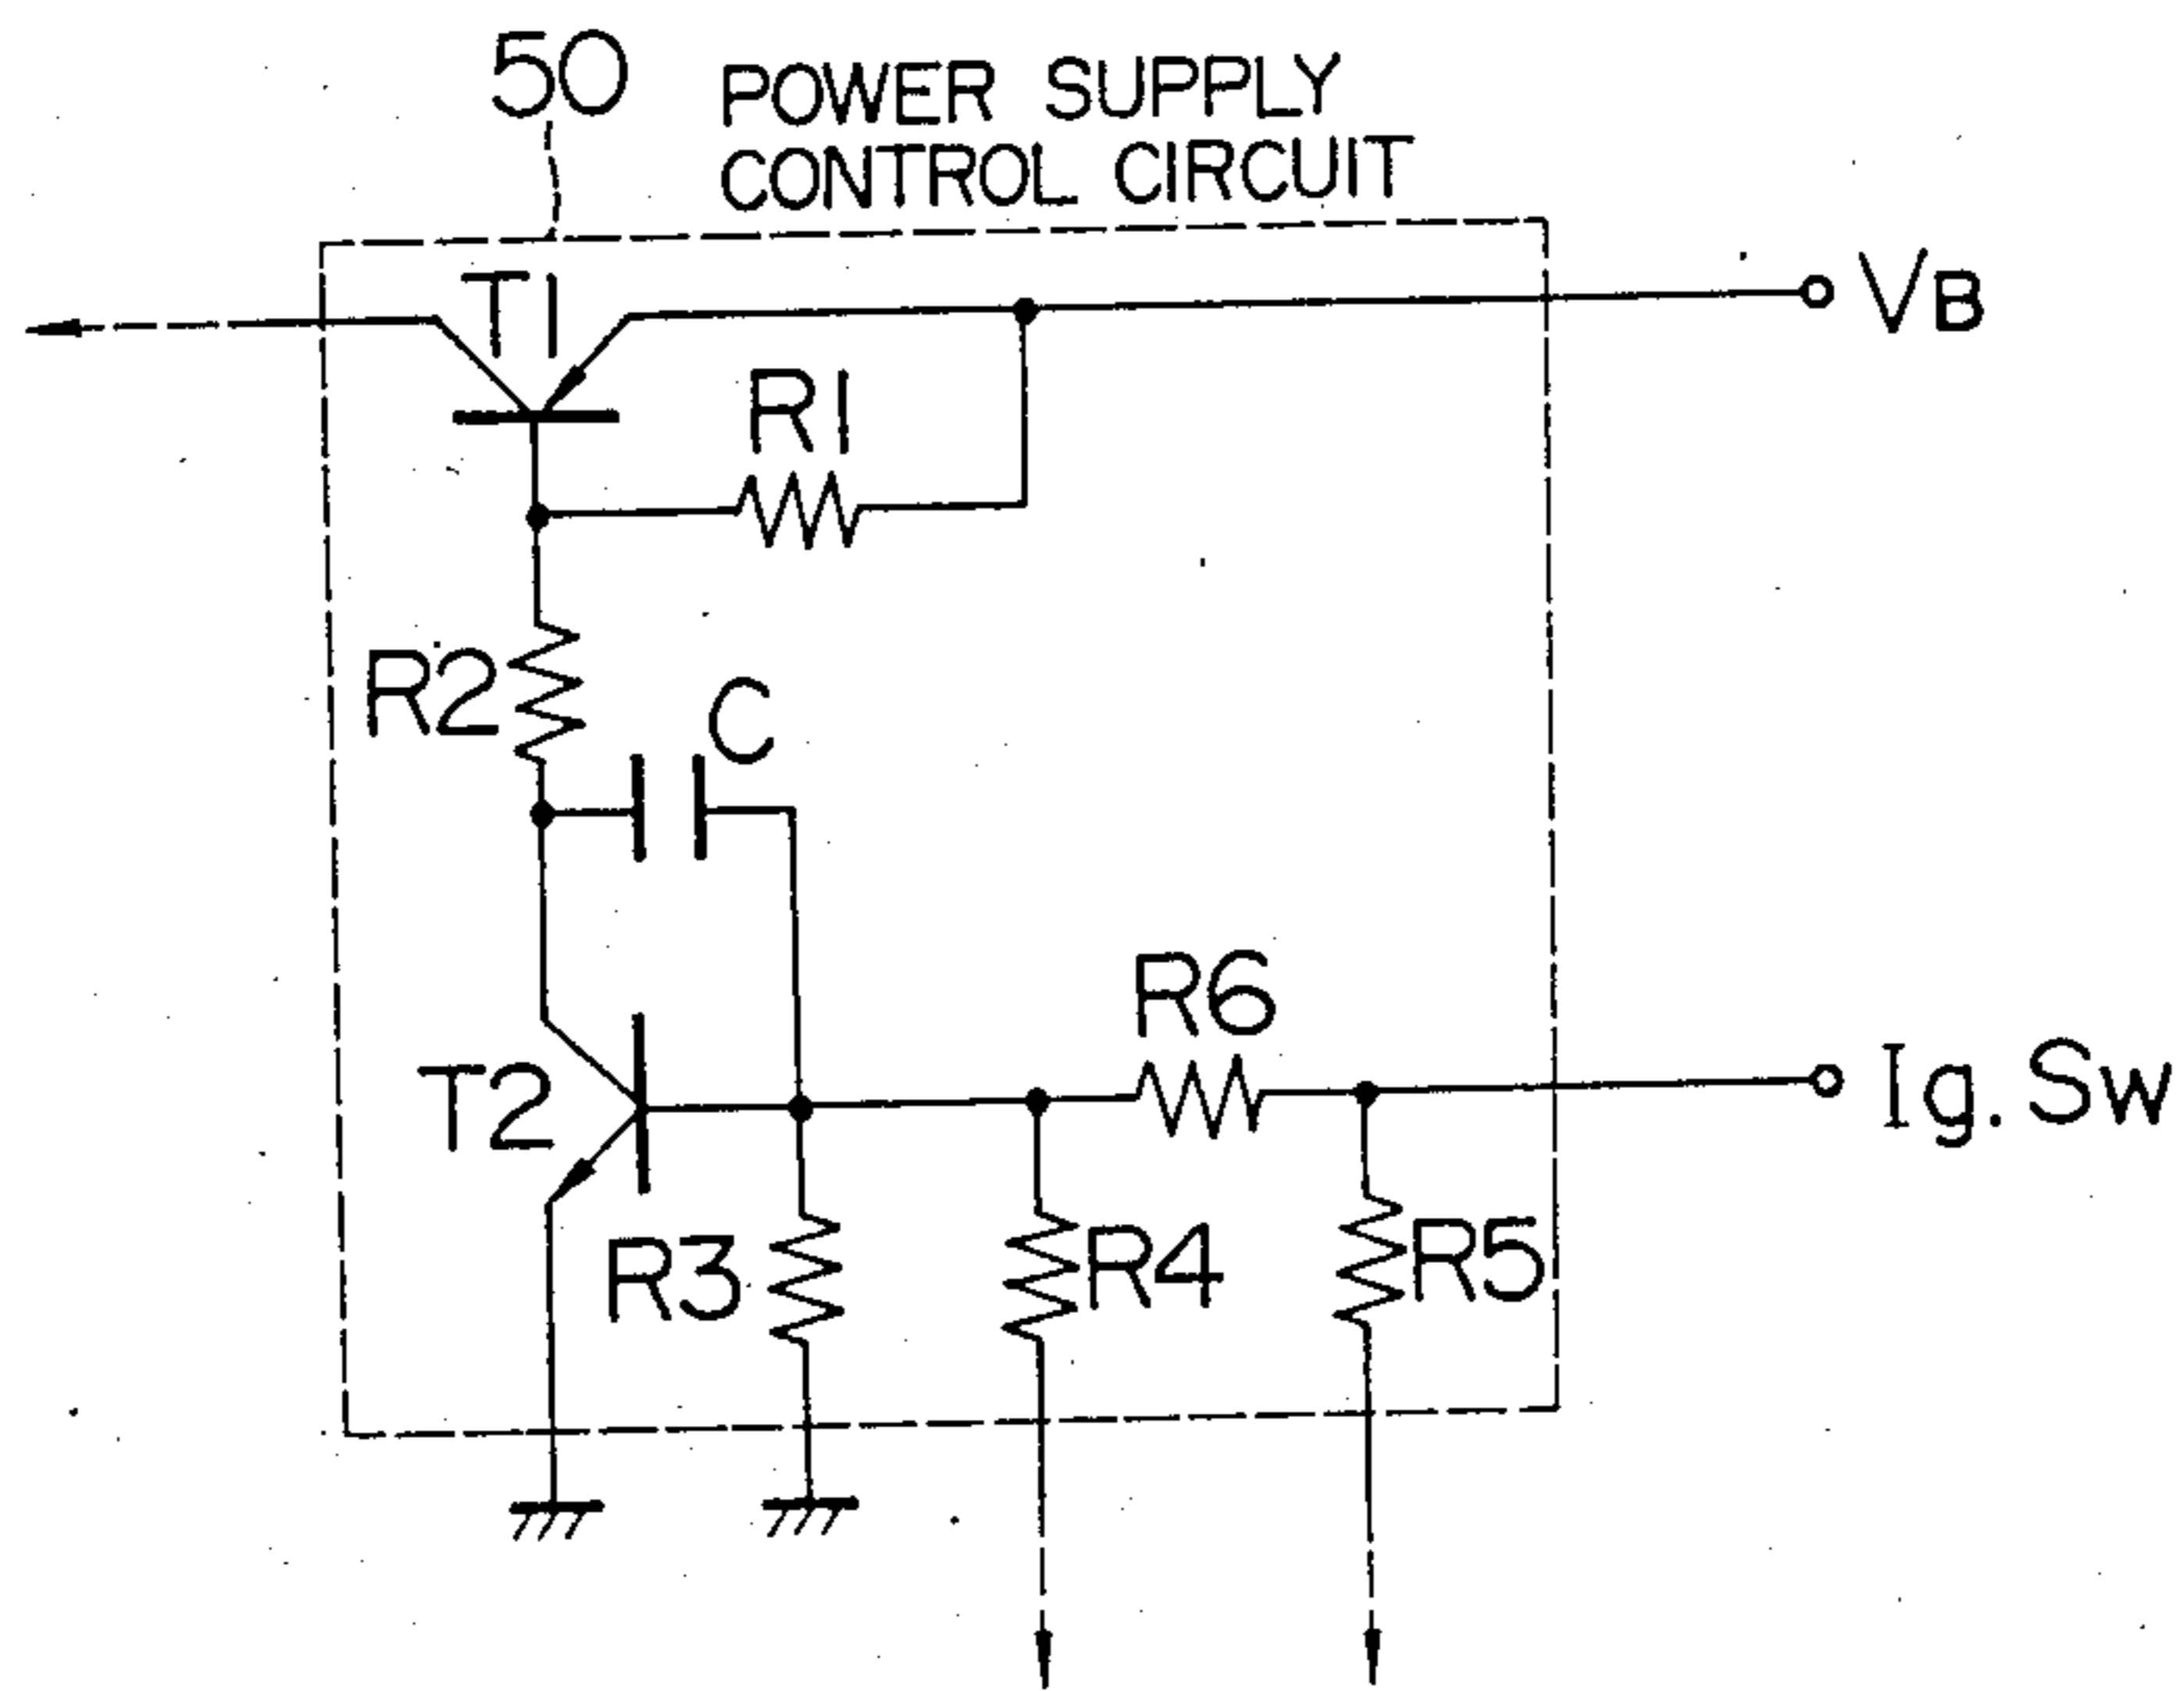 50
POWER SUPPLY
CONTROL CIRCUIT
T1
VB
R1
R2
C
R6
T2
Ig. SW
R3
R4
R5